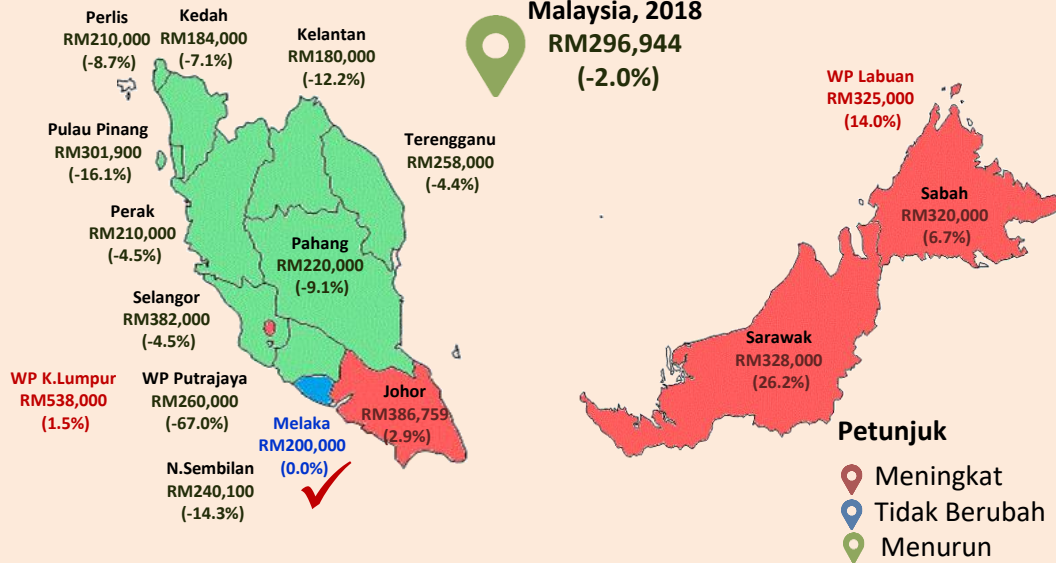 Malaysia, 2018
RM296,944
(-2.0%)
Perlis
RM210,000
(-8.7%)
Kedah
RM184,000
(-7.1%)
Kelantan
RM180,000
(-12.2%)
Pulau Pinang
RM301,900
(-16.1%)
Terengganu
RM258,000
(-4.4%)
Perak
RM210,000
(-4.5%)
Pahang
RM220,000
(-9.1%)
Selangor
RM382,000
(-4.5%)
WP K.Lumpur
RM538,000
(1.5%)
WP Putrajaya
RM260,000
(-67.0%)
Melaka
RM200,000
(0.0%)
Johor
RM386,759
(2.9%)
N.Sembilan
RM240,100
(-14.3%)
WP Labuan
RM325,000
(14.0%)
Sabah
RM320,000
(6.7%)
Sarawak
RM328,000
(26.2%)
Petunjuk
Meningkat
Tidak Berubah
Menurun